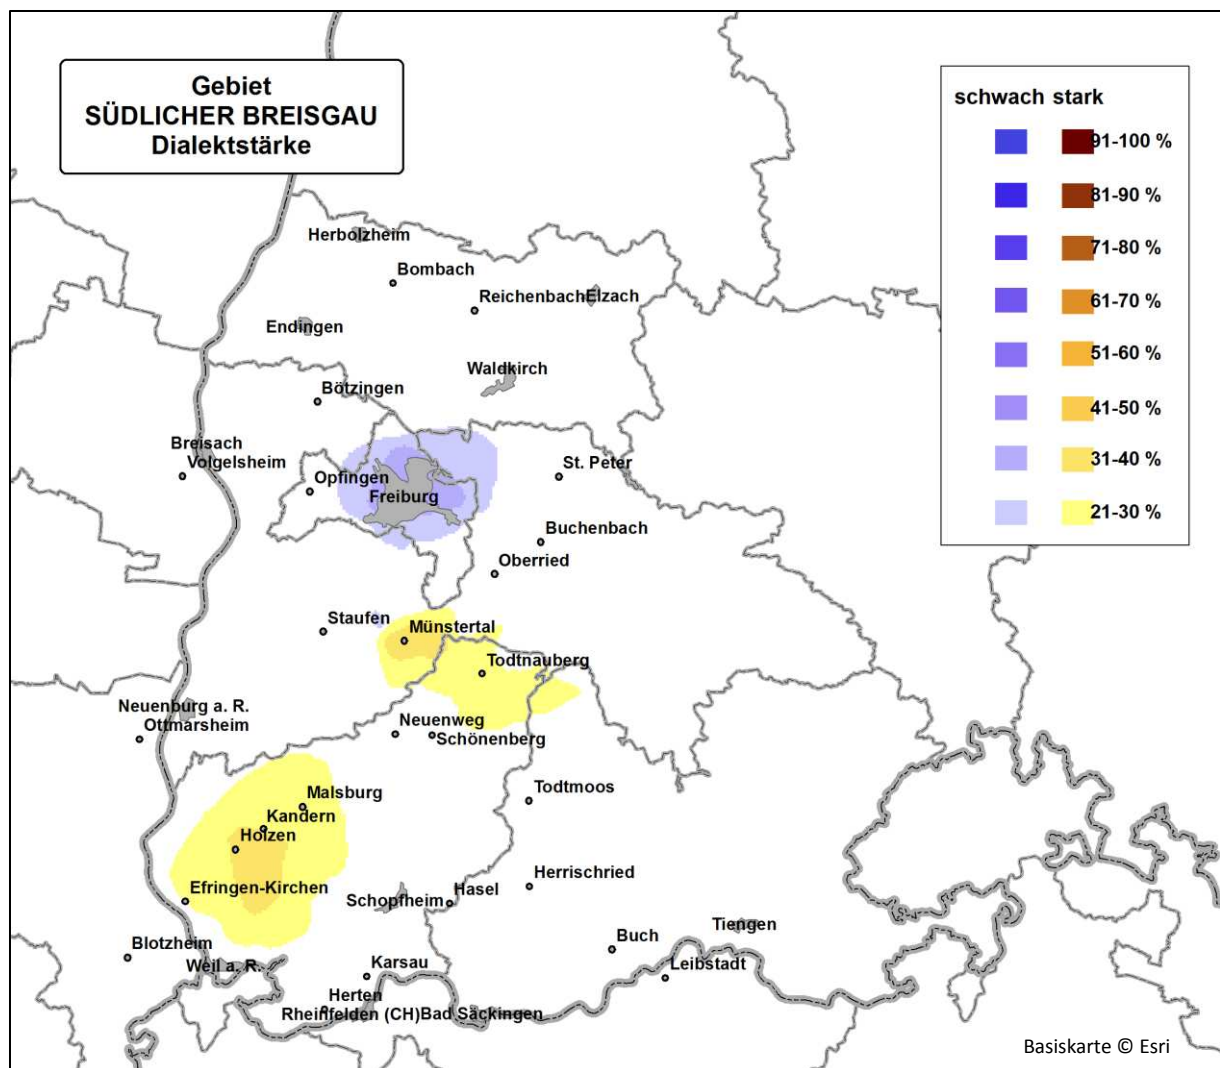 Gebiet
SÜDLICHER BREISGAU
Dialektstärke
schwach stark
91-100 %
81-90 %
71-80 %
61-70 %
51-60 %
41-50 %
31-40 %
21-30 %
Herbolzheim
Bombach
Reichenbach
Elzach
Endingen
Waldkirch
Bötzingen
Breisach
Volgelsheim
Opfingen
Freiburg
St. Peter
Buchenbach
Oberried
Staufen
Münstertal
Todtnauberg
Neuenburg a. R.
Ottmarsheim
Neuenweg
Schönenberg
Malsburg
Kandern
Holzen
Todtmoos
Efringen-Kirchen
Schopfheim
Hasel
Herrischried
Blotzheim
Weil a. R.
Karsau
Buch
Tiengen
Leibstadt
Herten
Rheinfelden (CH)
Bad Säckingen
Basiskarte © Esri